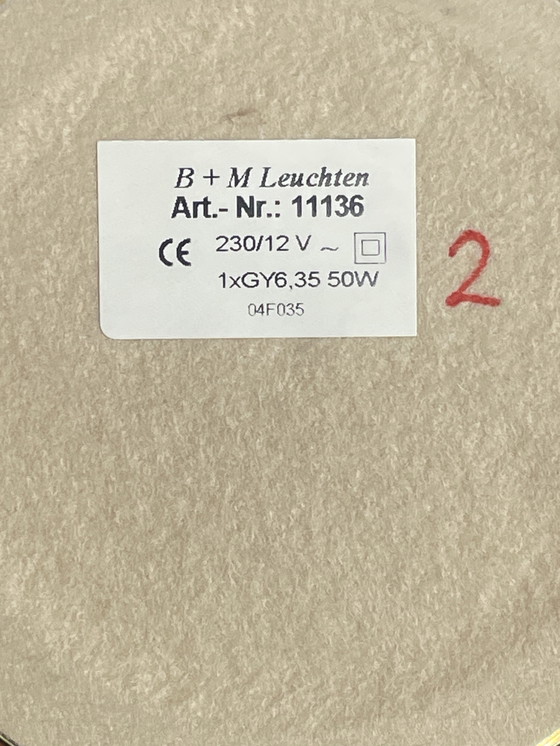 B + M Leuchten
Art.- Nr.: 11136
CE 230/12 V ~
1xGY6,35 50W
04F035
2